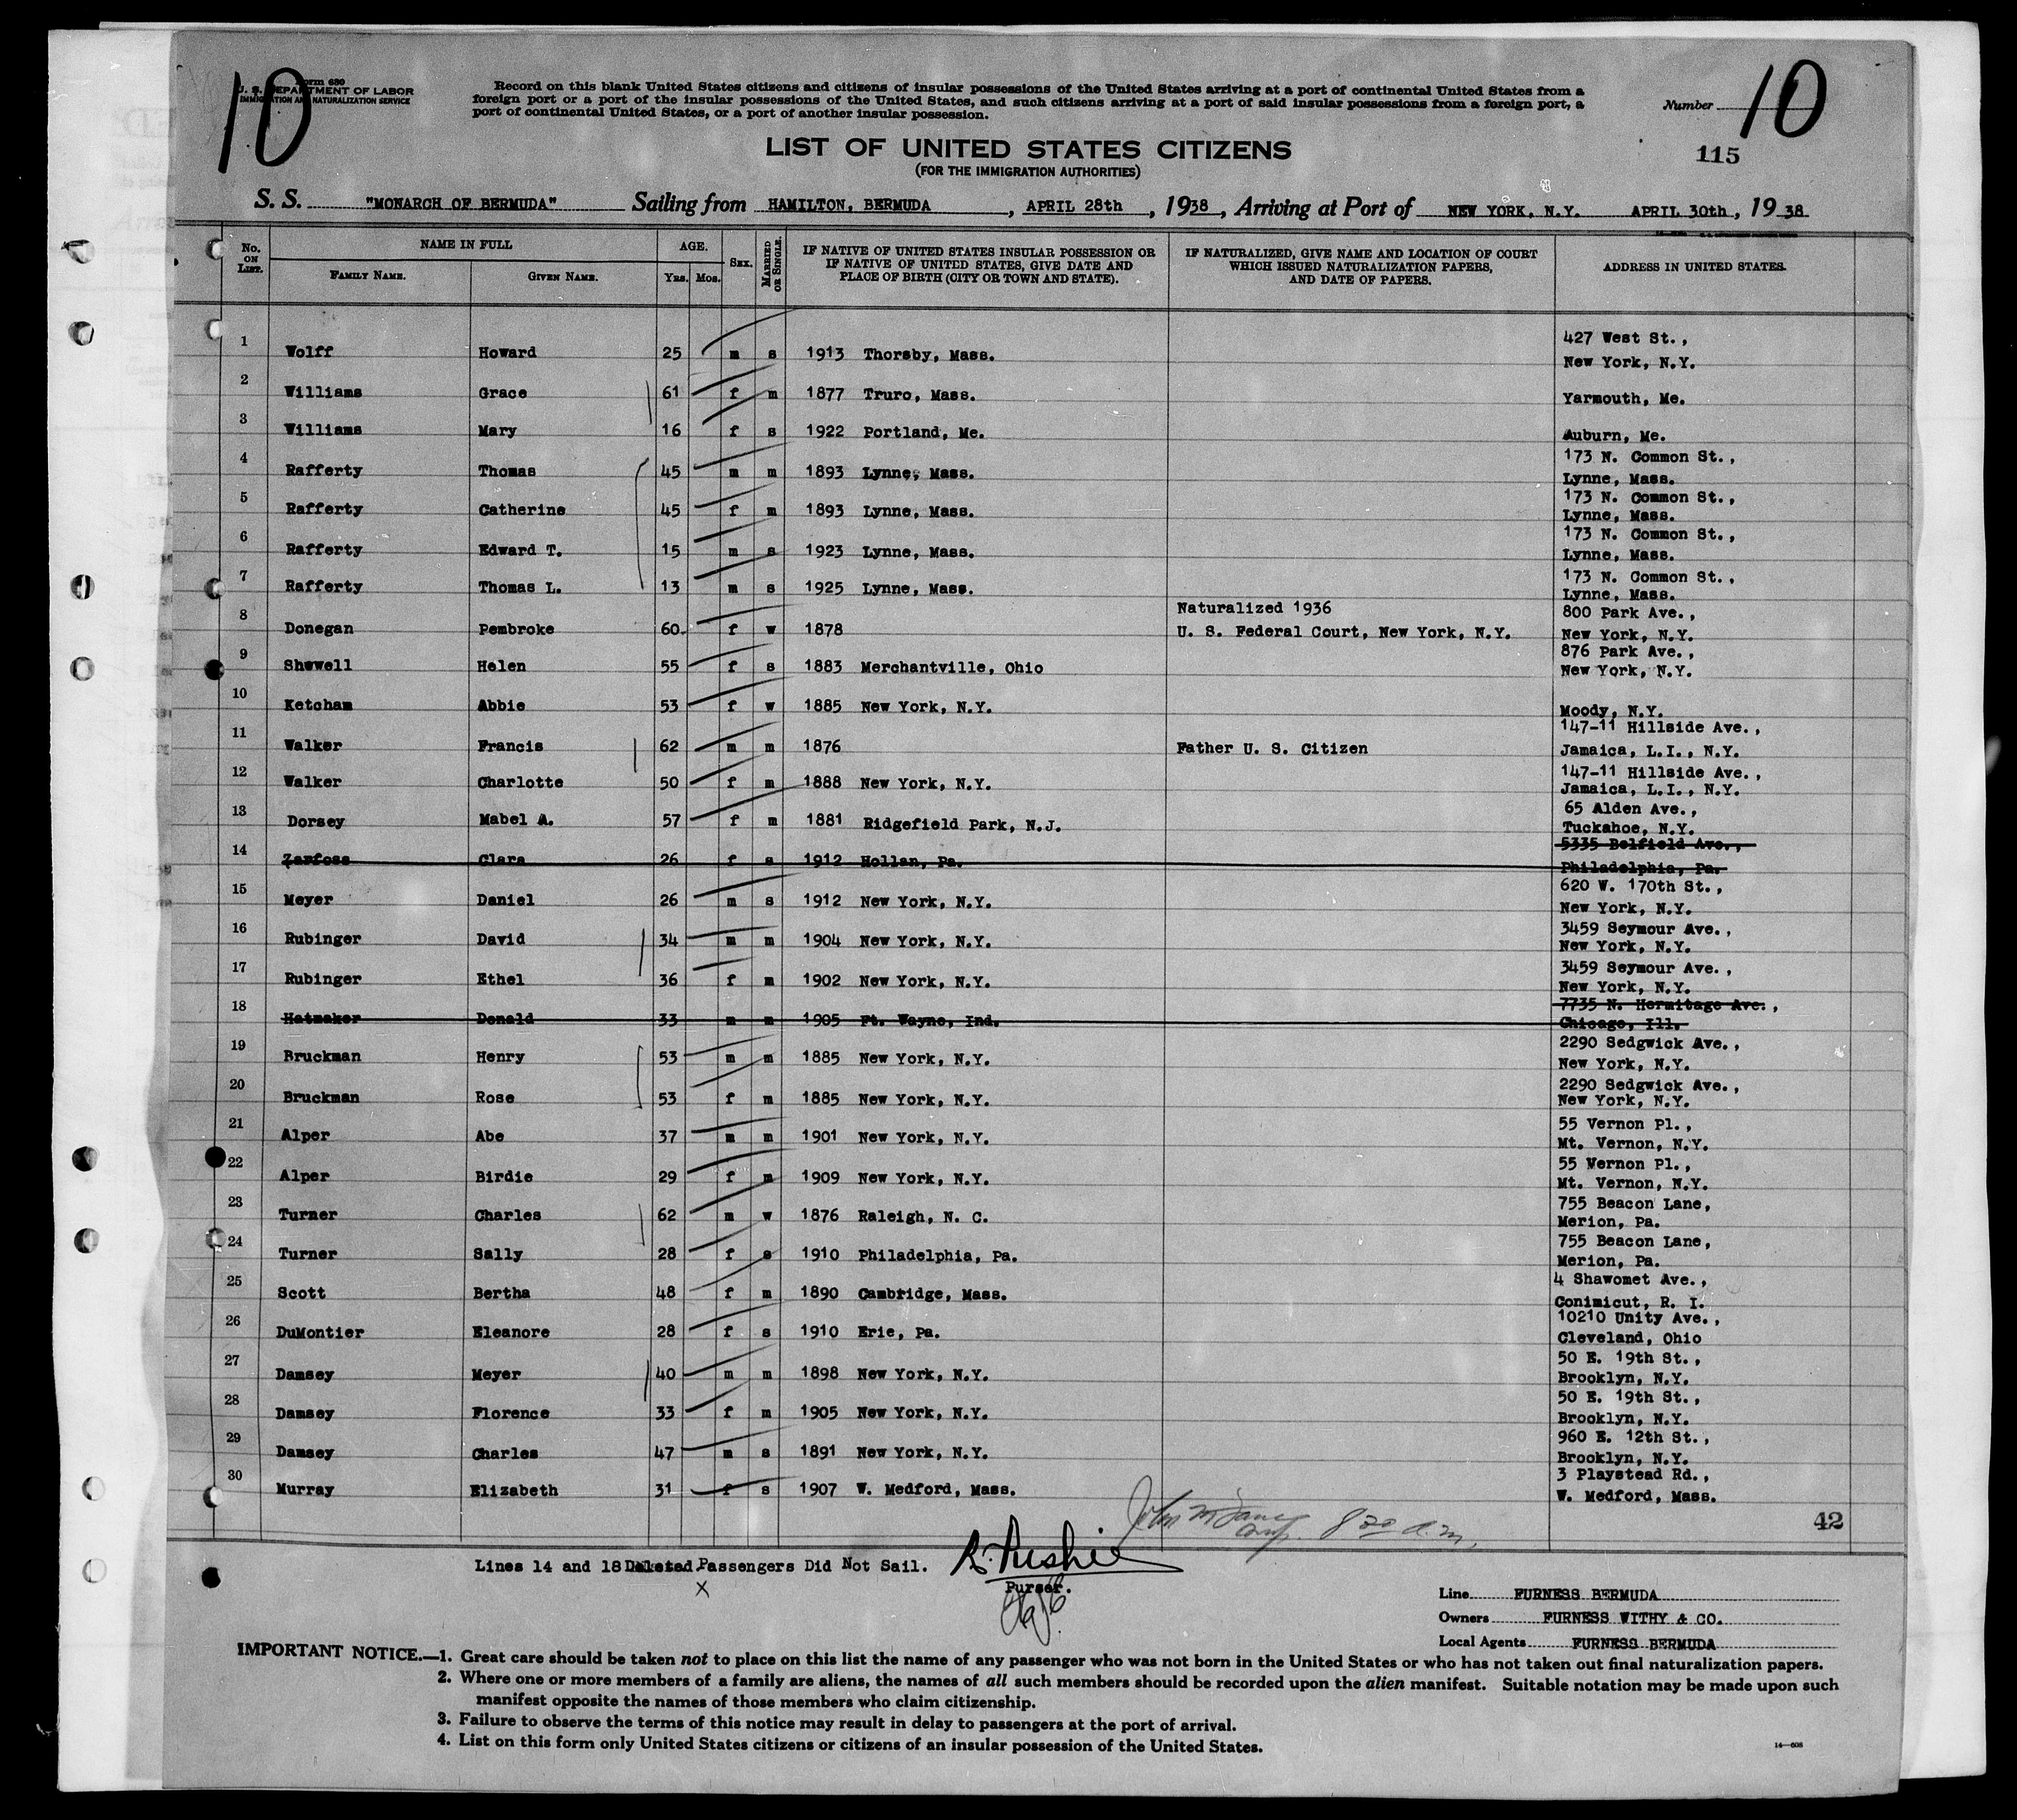 10
Form 630
U. S. DEPARTMENT OF LABOR
IMMIGRATION AND NATURALIZATION SERVICE
Record on this blank United States citizens and citizens of insular possessions of the United States arriving at a port of continental United States from a
foreign port or a port of the insular possessions of the United States, and such citizens arriving at a port of said insular possessions from a foreign port, a
port of continental United States, or a port of another insular possession.
Number 10
115
LIST OF UNITED STATES CITIZENS
(FOR THE IMMIGRATION AUTHORITIES)
S. S. "MONARCH OF BERMUDA" Sailing from HAMILTON, BERMUDA, APRIL 28th, 1938, Arriving at Port of NEW YORK, N.Y. APRIL 30th, 1938
No. ON LIST. NAME IN FULL FAMILY NAME. GIVEN NAME. AGE. YRS. MOS. SEX. MARRIED OR SINGLE. IF NATIVE OF UNITED STATES INSULAR POSSESSION OR IF NATIVE OF UNITED STATES, GIVE DATE AND PLACE OF BIRTH (CITY OR TOWN AND STATE). IF NATURALIZED, GIVE NAME AND LOCATION OF COURT WHICH ISSUED NATURALIZATION PAPERS, AND DATE OF PAPERS. ADDRESS IN UNITED STATES.
1 Wolff Howard 25 m s 1913 Thorsby, Mass. 427 West St., New York, N.Y.
2 Williams Grace 61 f m 1877 Truro, Mass. Yarmouth, Me.
3 Williams Mary 16 f s 1922 Portland, Me. Auburn, Me.
4 Rafferty Thomas 45 m m 1893 Lynne, Mass. 173 N. Common St., Lynne, Mass.
5 Rafferty Catherine 45 f m 1893 Lynne, Mass. 173 N. Common St., Lynne, Mass.
6 Rafferty Edward T. 15 m s 1923 Lynne, Mass. 173 N. Common St., Lynne, Mass.
7 Rafferty Thomas L. 13 m s 1925 Lynne, Mass. 173 N. Common St., Lynne, Mass.
8 Donegan Pembroke 60 f w 1878 Naturalized 1936 U. S. Federal Court, New York, N.Y. 800 Park Ave., New York, N.Y.
9 Shewell Helen 55 f s 1883 Merchantville, Ohio 876 Park Ave., New York, N.Y.
10 Ketcham Abbie 53 f w 1885 New York, N.Y. Moody, N.Y.
11 Walker Francis 62 m m 1876 Father U. S. Citizen 147-11 Hillside Ave., Jamaica, L.I., N.Y.
12 Walker Charlotte 50 f m 1888 New York, N.Y. 147-11 Hillside Ave., Jamaica, L.I., N.Y.
13 Dorsey Mabel A. 57 f m 1881 Ridgefield Park, N.J. 65 Alden Ave., Tuckahoe, N.Y.
14 Zarfoss Clara 26 f s 1912 Hollan, Pa. 5335 Belfield Ave., Philadelphia, Pa.
15 Meyer Daniel 26 m s 1912 New York, N.Y. 620 W. 170th St., New York, N.Y.
16 Rubinger David 34 m m 1904 New York, N.Y. 3459 Seymour Ave., New York, N.Y.
17 Rubinger Ethel 36 f m 1902 New York, N.Y. 3459 Seymour Ave., New York, N.Y.
18 Hatmaker Donald 33 m m 1905 Ft. Wayne, Ind. 7735 N. Hermitage Ave., Chicago, Ill.
19 Bruckman Henry 53 m m 1885 New York, N.Y. 2290 Sedgwick Ave., New York, N.Y.
20 Bruckman Rose 53 f m 1885 New York, N.Y. 2290 Sedgwick Ave., New York, N.Y.
21 Alper Abe 37 m m 1901 New York, N.Y. 55 Vernon Pl., Mt. Vernon, N.Y.
22 Alper Birdie 29 f m 1909 New York, N.Y. 55 Vernon Pl., Mt. Vernon, N.Y.
23 Turner Charles 62 m w 1876 Raleigh, N. C. 755 Beacon Lane, Merion, Pa.
24 Turner Sally 28 f s 1910 Philadelphia, Pa. 755 Beacon Lane, Merion, Pa.
25 Scott Bertha 48 f m 1890 Cambridge, Mass. 4 Shawomet Ave., Conimicut, R. I.
26 DuMontier Eleanore 28 f s 1910 Erie, Pa. 10210 Unity Ave., Cleveland, Ohio
27 Damsey Meyer 40 m m 1898 New York, N.Y. 50 E. 19th St., Brooklyn, N.Y.
28 Damsey Florence 33 f m 1905 New York, N.Y. 50 E. 19th St., Brooklyn, N.Y.
29 Damsey Charles 47 m s 1891 New York, N.Y. 960 E. 12th St., Brooklyn, N.Y.
30 Murray Elizabeth 31 f s 1907 W. Medford, Mass. 3 Playstead Rd., W. Medford, Mass.
John 8 20 a.m.
42
Lines 14 and 18 Deleted. Passengers Did Not Sail.
x
Purser.
Line FURNESS BERMUDA
Owners FURNESS WITHY & CO.
Local Agents FURNESS BERMUDA
IMPORTANT NOTICE.—1. Great care should be taken not to place on this list the name of any passenger who was not born in the United States or who has not taken out final naturalization papers.
2. Where one or more members of a family are aliens, the names of all such members should be recorded upon the alien manifest. Suitable notation may be made upon such
manifest opposite the names of those members who claim citizenship.
3. Failure to observe the terms of this notice may result in delay to passengers at the port of arrival.
4. List on this form only United States citizens or citizens of an insular possession of the United States.
14—608